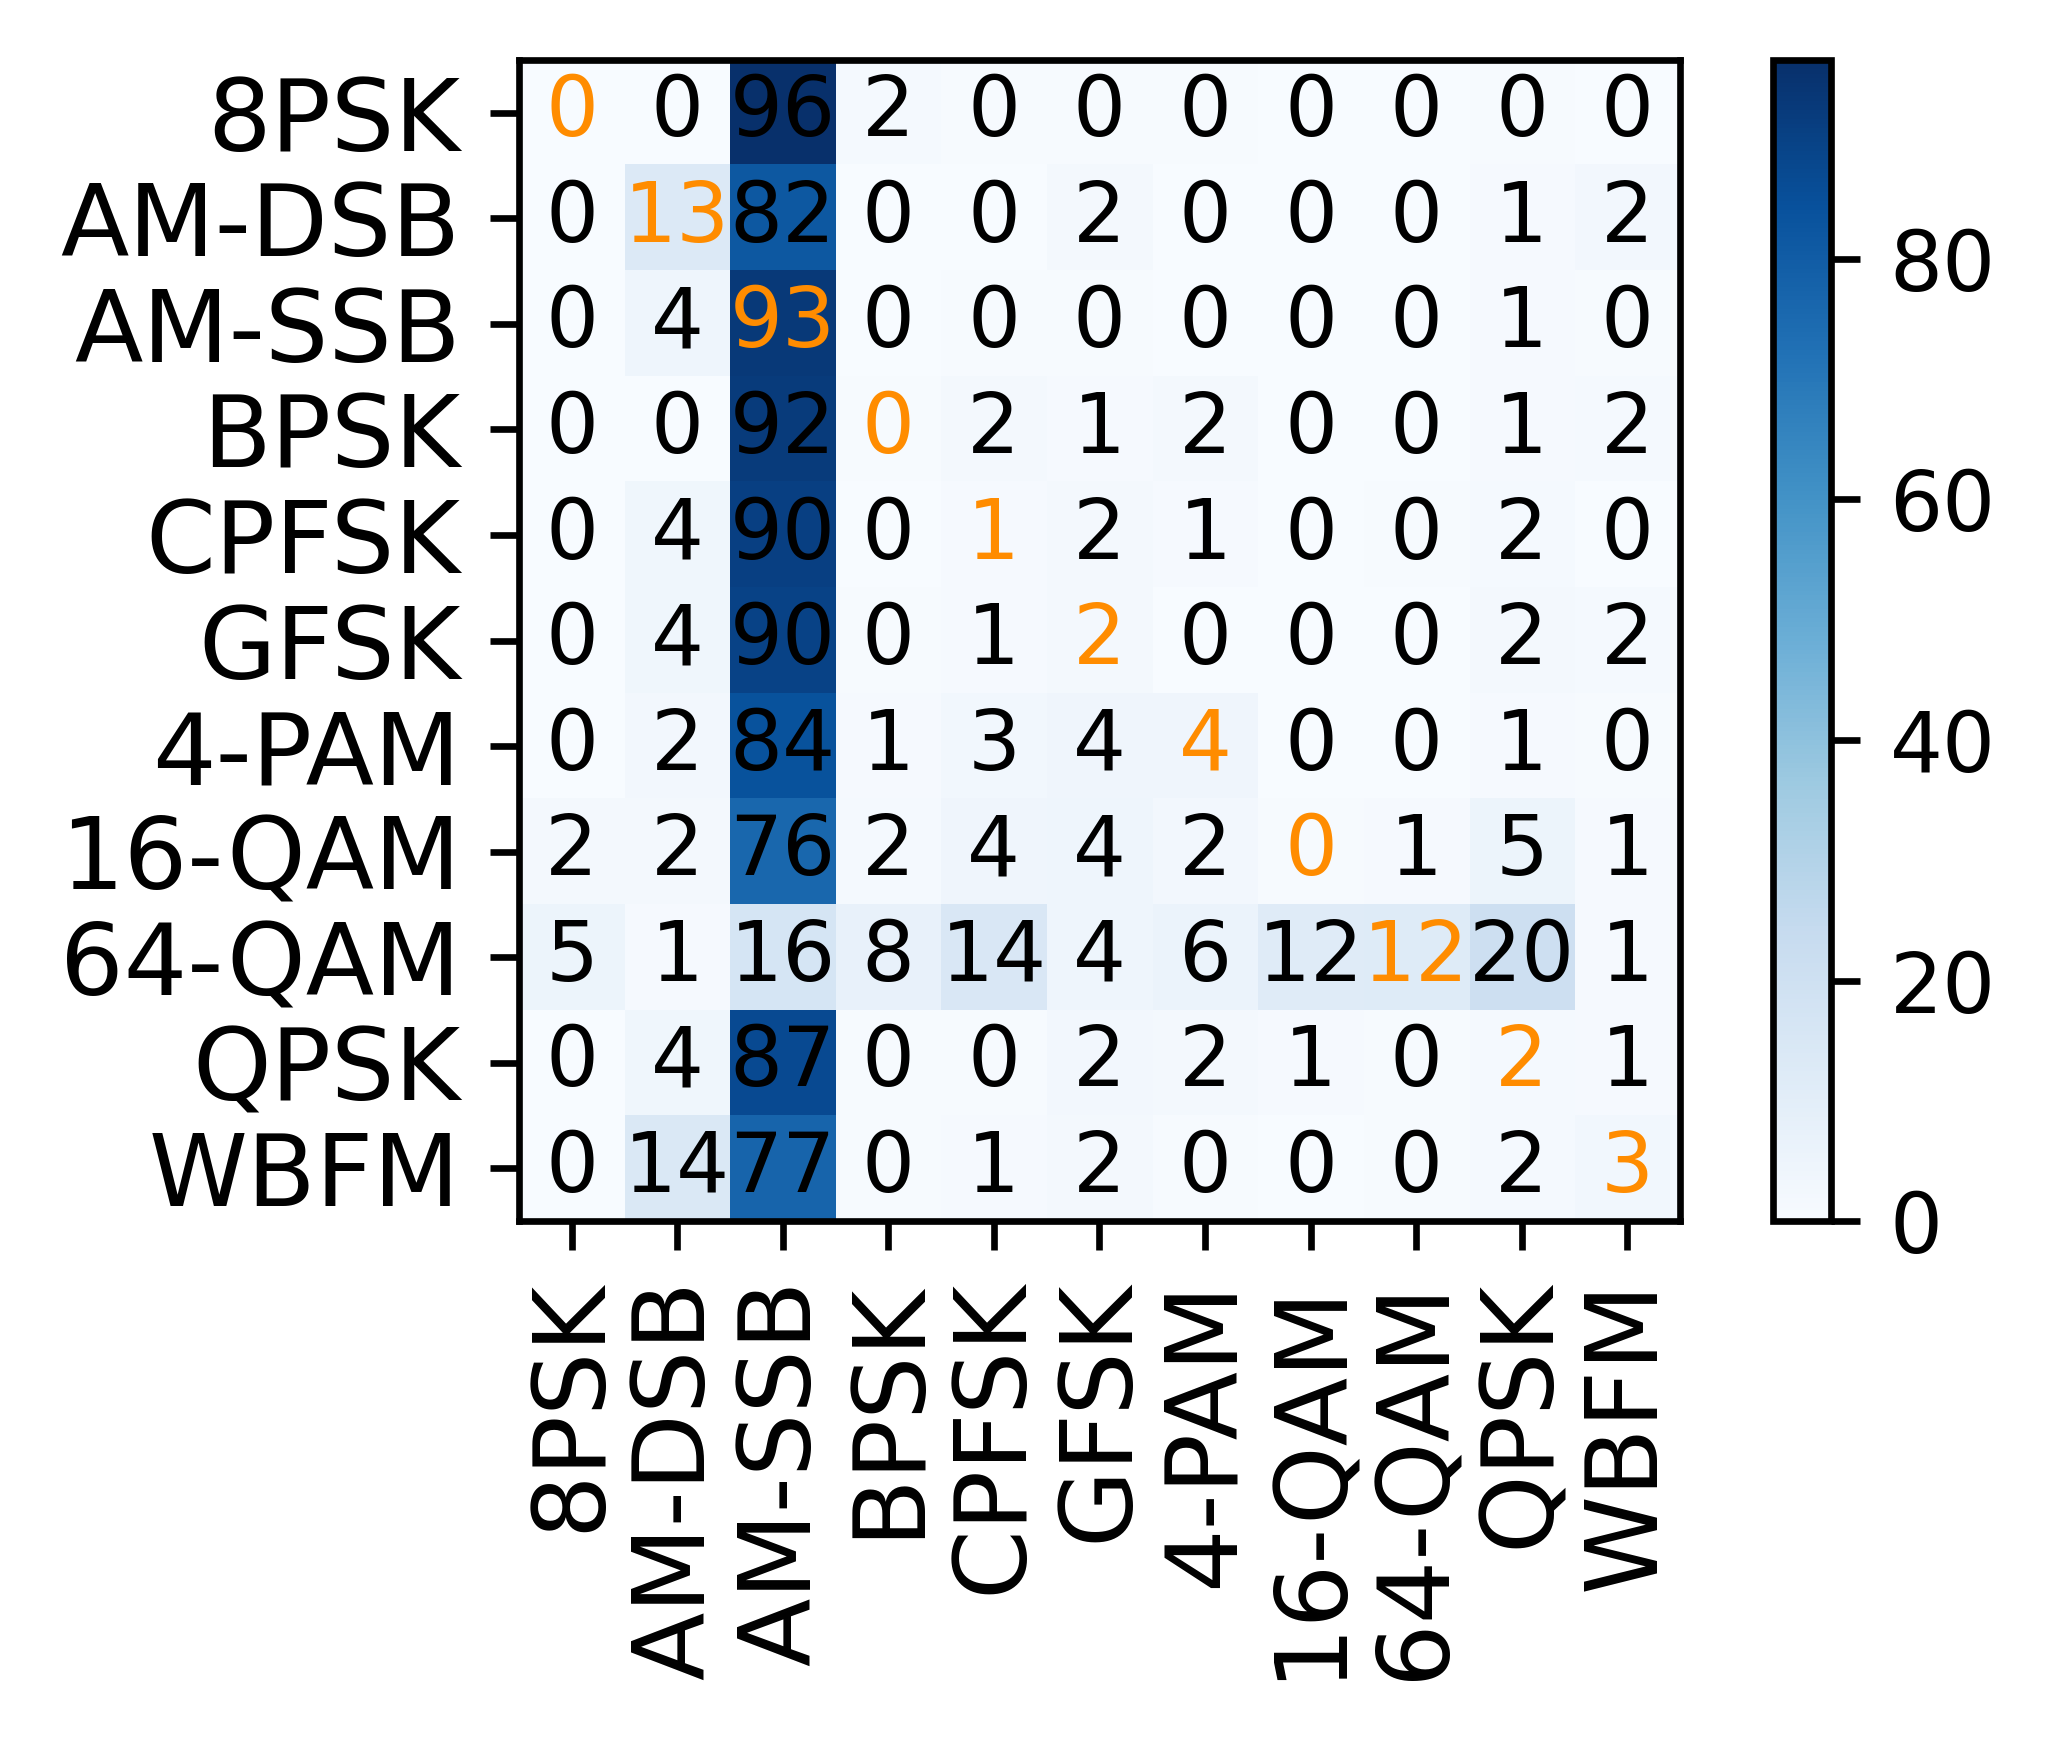 8PSK 0 0 96 2 0 0 0 0 0 0 0
AM-DSB 0 13 82 0 0 2 0 0 0 1 2
AM-SSB 0 4 93 0 0 0 0 0 0 1 0
BPSK 0 0 92 0 2 1 2 0 0 1 2
CPFSK 0 4 90 0 1 2 1 0 0 2 0
GFSK 0 4 90 0 1 2 0 0 0 2 2
4-PAM 0 2 84 1 3 4 4 0 0 1 0
16-QAM 2 2 76 2 4 4 2 0 1 5 1
64-QAM 5 1 16 8 14 4 6 12 12 20 1
QPSK 0 4 87 0 0 2 2 1 0 2 1
WBFM 0 14 77 0 1 2 0 0 0 2 3
8PSK
AM-DSB
AM-SSB
BPSK
CPFSK
GFSK
4-PAM
16-QAM
64-QAM
QPSK
WBFM
80
60
40
20
0